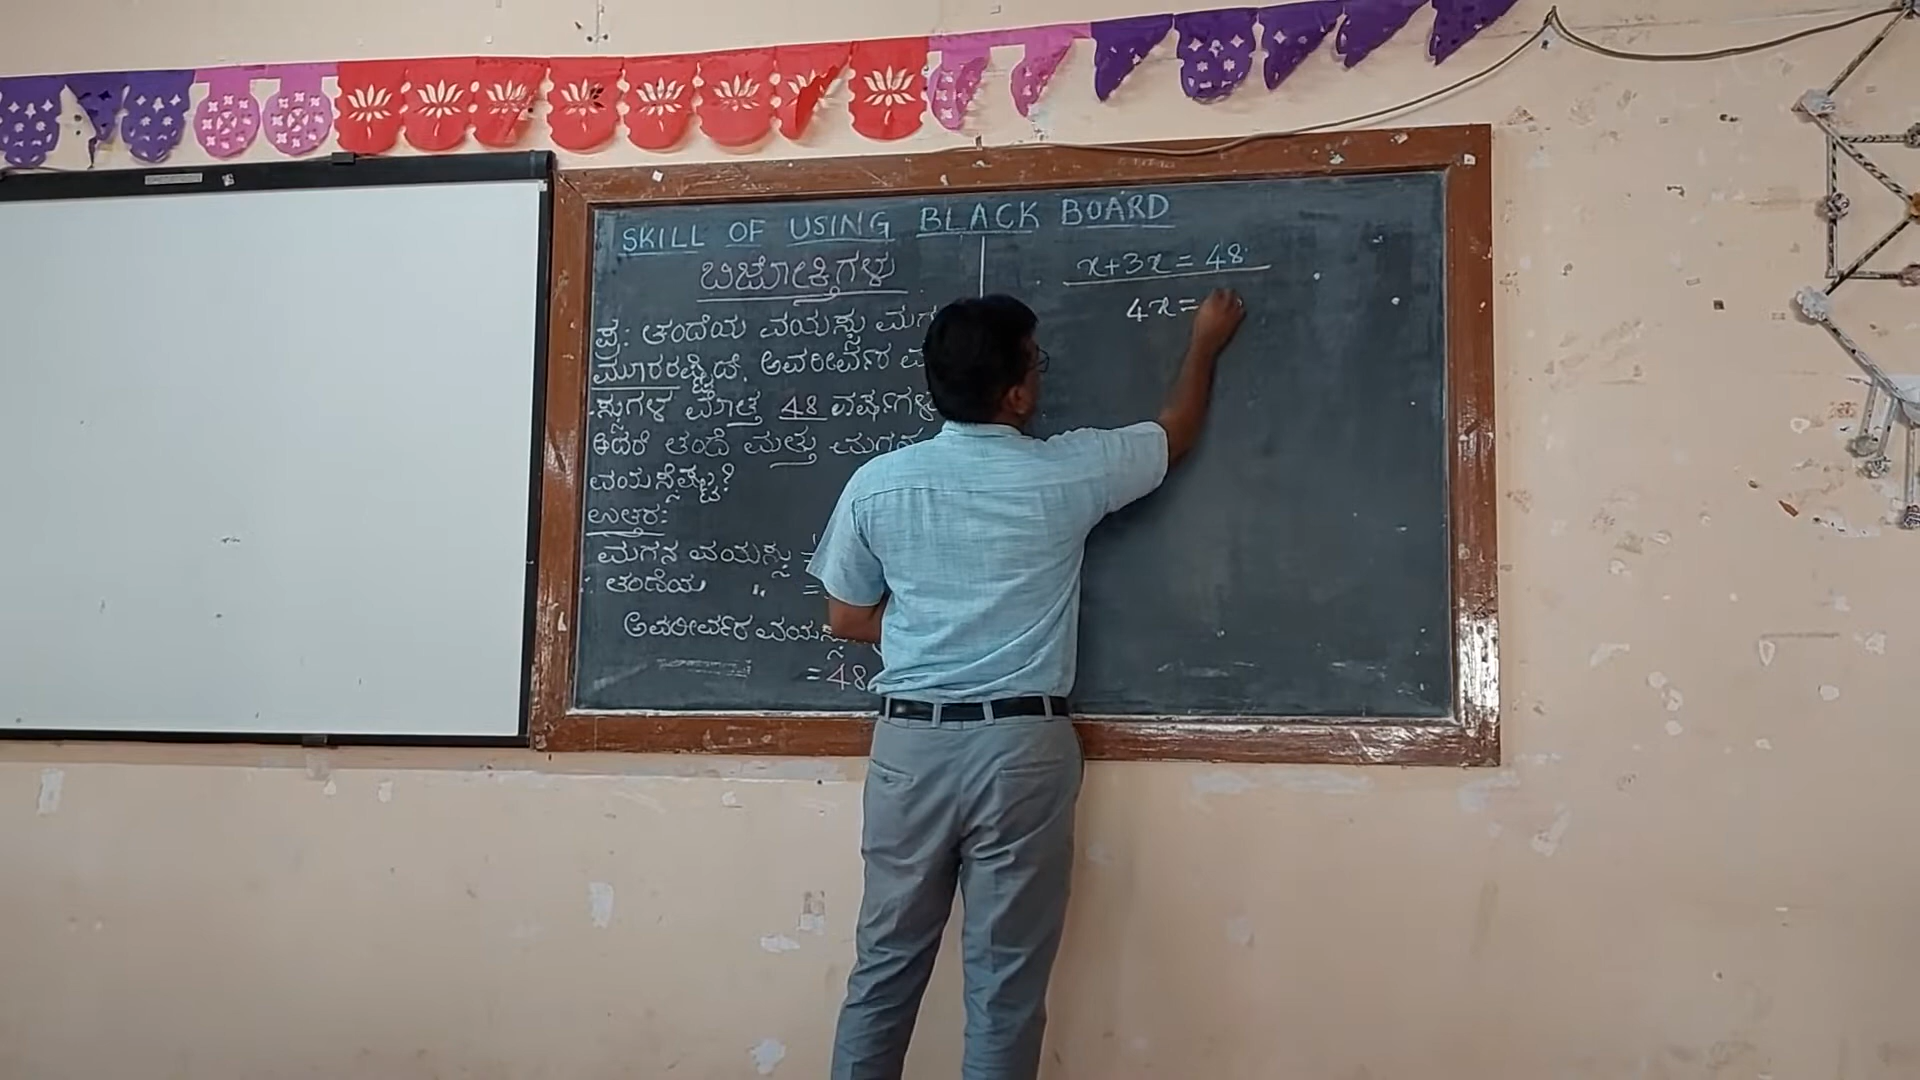 SKILL OF USING BLACK BOARD
ಬಿಜೋಕ್ತಿಗಳು
ಪ್ರ: ತಂದೆಯ ವಯಸ್ಸು ಮಗ
ಮೂರರಷ್ಟಿದೆ. ಅವರೀರ್ವರ ವ
-ಸ್ಸುಗಳ ಮೊತ್ತ 48 ವರ್ಷಗಳು
ಆದರೆ ತಂದೆ ಮತ್ತು ಮಗನ
ವಯಸ್ಸೆಷ್ಟು?
ಉತ್ತರ:
ಮಗನ ವಯಸ್ಸು =
∴ ತಂದೆಯ " =
ಅವರೀರ್ವರ ವಯಸ್ಸು
= 48
x+3x = 48
4x =